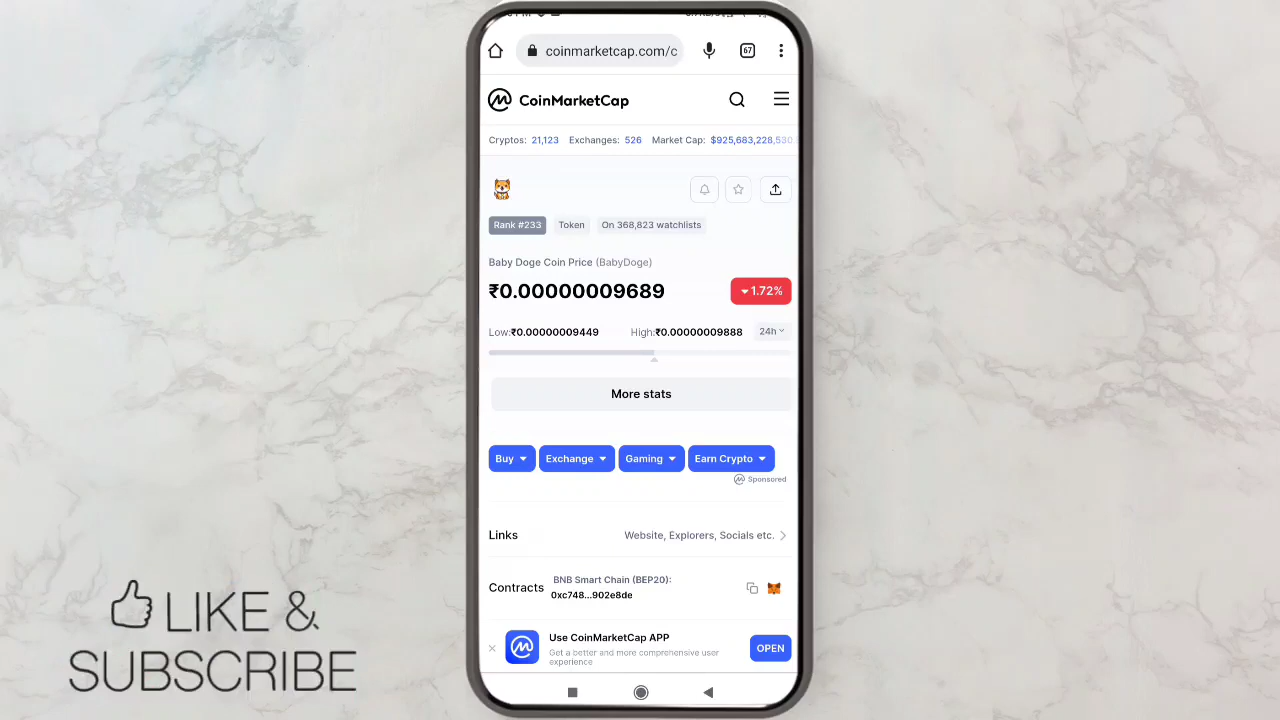 coinmarketcap.com/c
67
CoinMarketCap
Cryptos: 21,123 Exchanges: 526 Market Cap: $925,683,228,530
Rank #233 Token On 368,823 watchlists
Baby Doge Coin Price (BabyDoge)
₹0.00000009689 1.72%
Low:₹0.00000009449 High:₹0.00000009888 24h
More stats
Buy Exchange Gaming Earn Crypto
Sponsored
Links Website, Explorers, Socials etc.
Contracts BNB Smart Chain (BEP20):
0xc748...902e8de
Use CoinMarketCap APP
Get a better and more comprehensive user
experience
OPEN
LIKE &
SUBSCRIBE